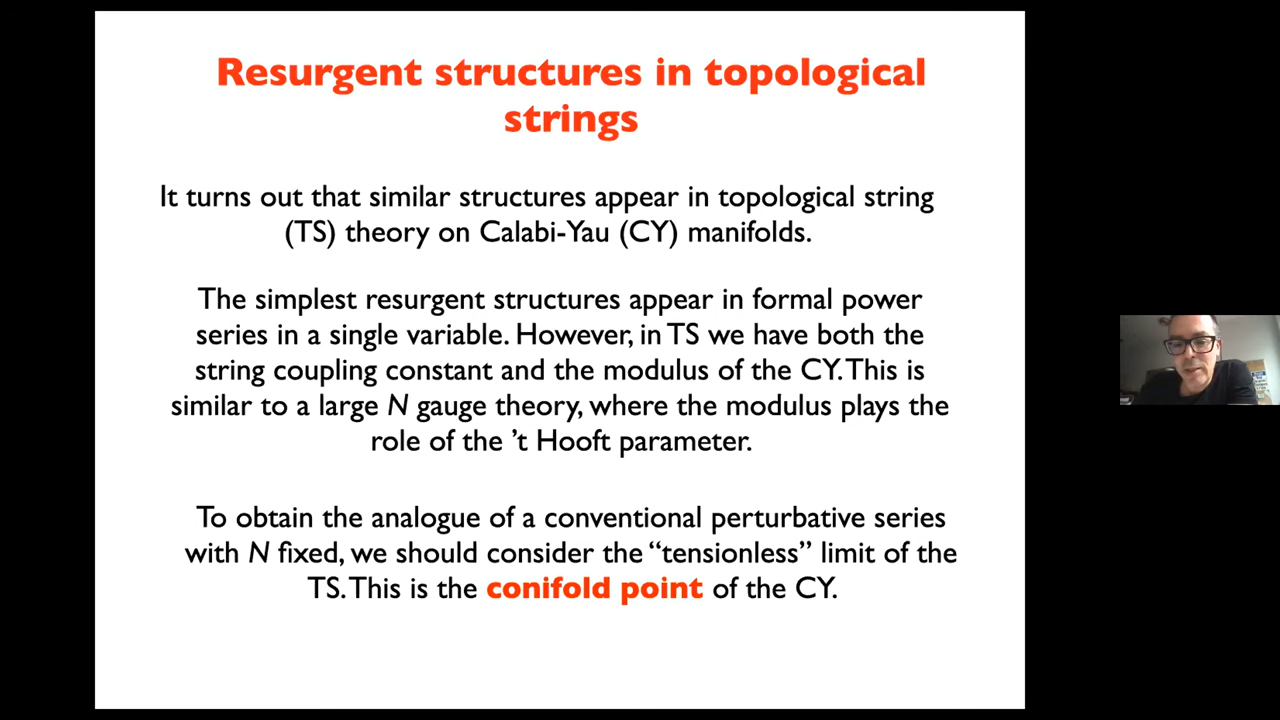 Resurgent structures in topological
strings
It turns out that similar structures appear in topological string
(TS) theory on Calabi-Yau (CY) manifolds.
The simplest resurgent structures appear in formal power
series in a single variable. However, in TS we have both the
string coupling constant and the modulus of the CY. This is
similar to a large N gauge theory, where the modulus plays the
role of the ’t Hooft parameter.
To obtain the analogue of a conventional perturbative series
with N fixed, we should consider the “tensionless” limit of the
TS. This is the conifold point of the CY.